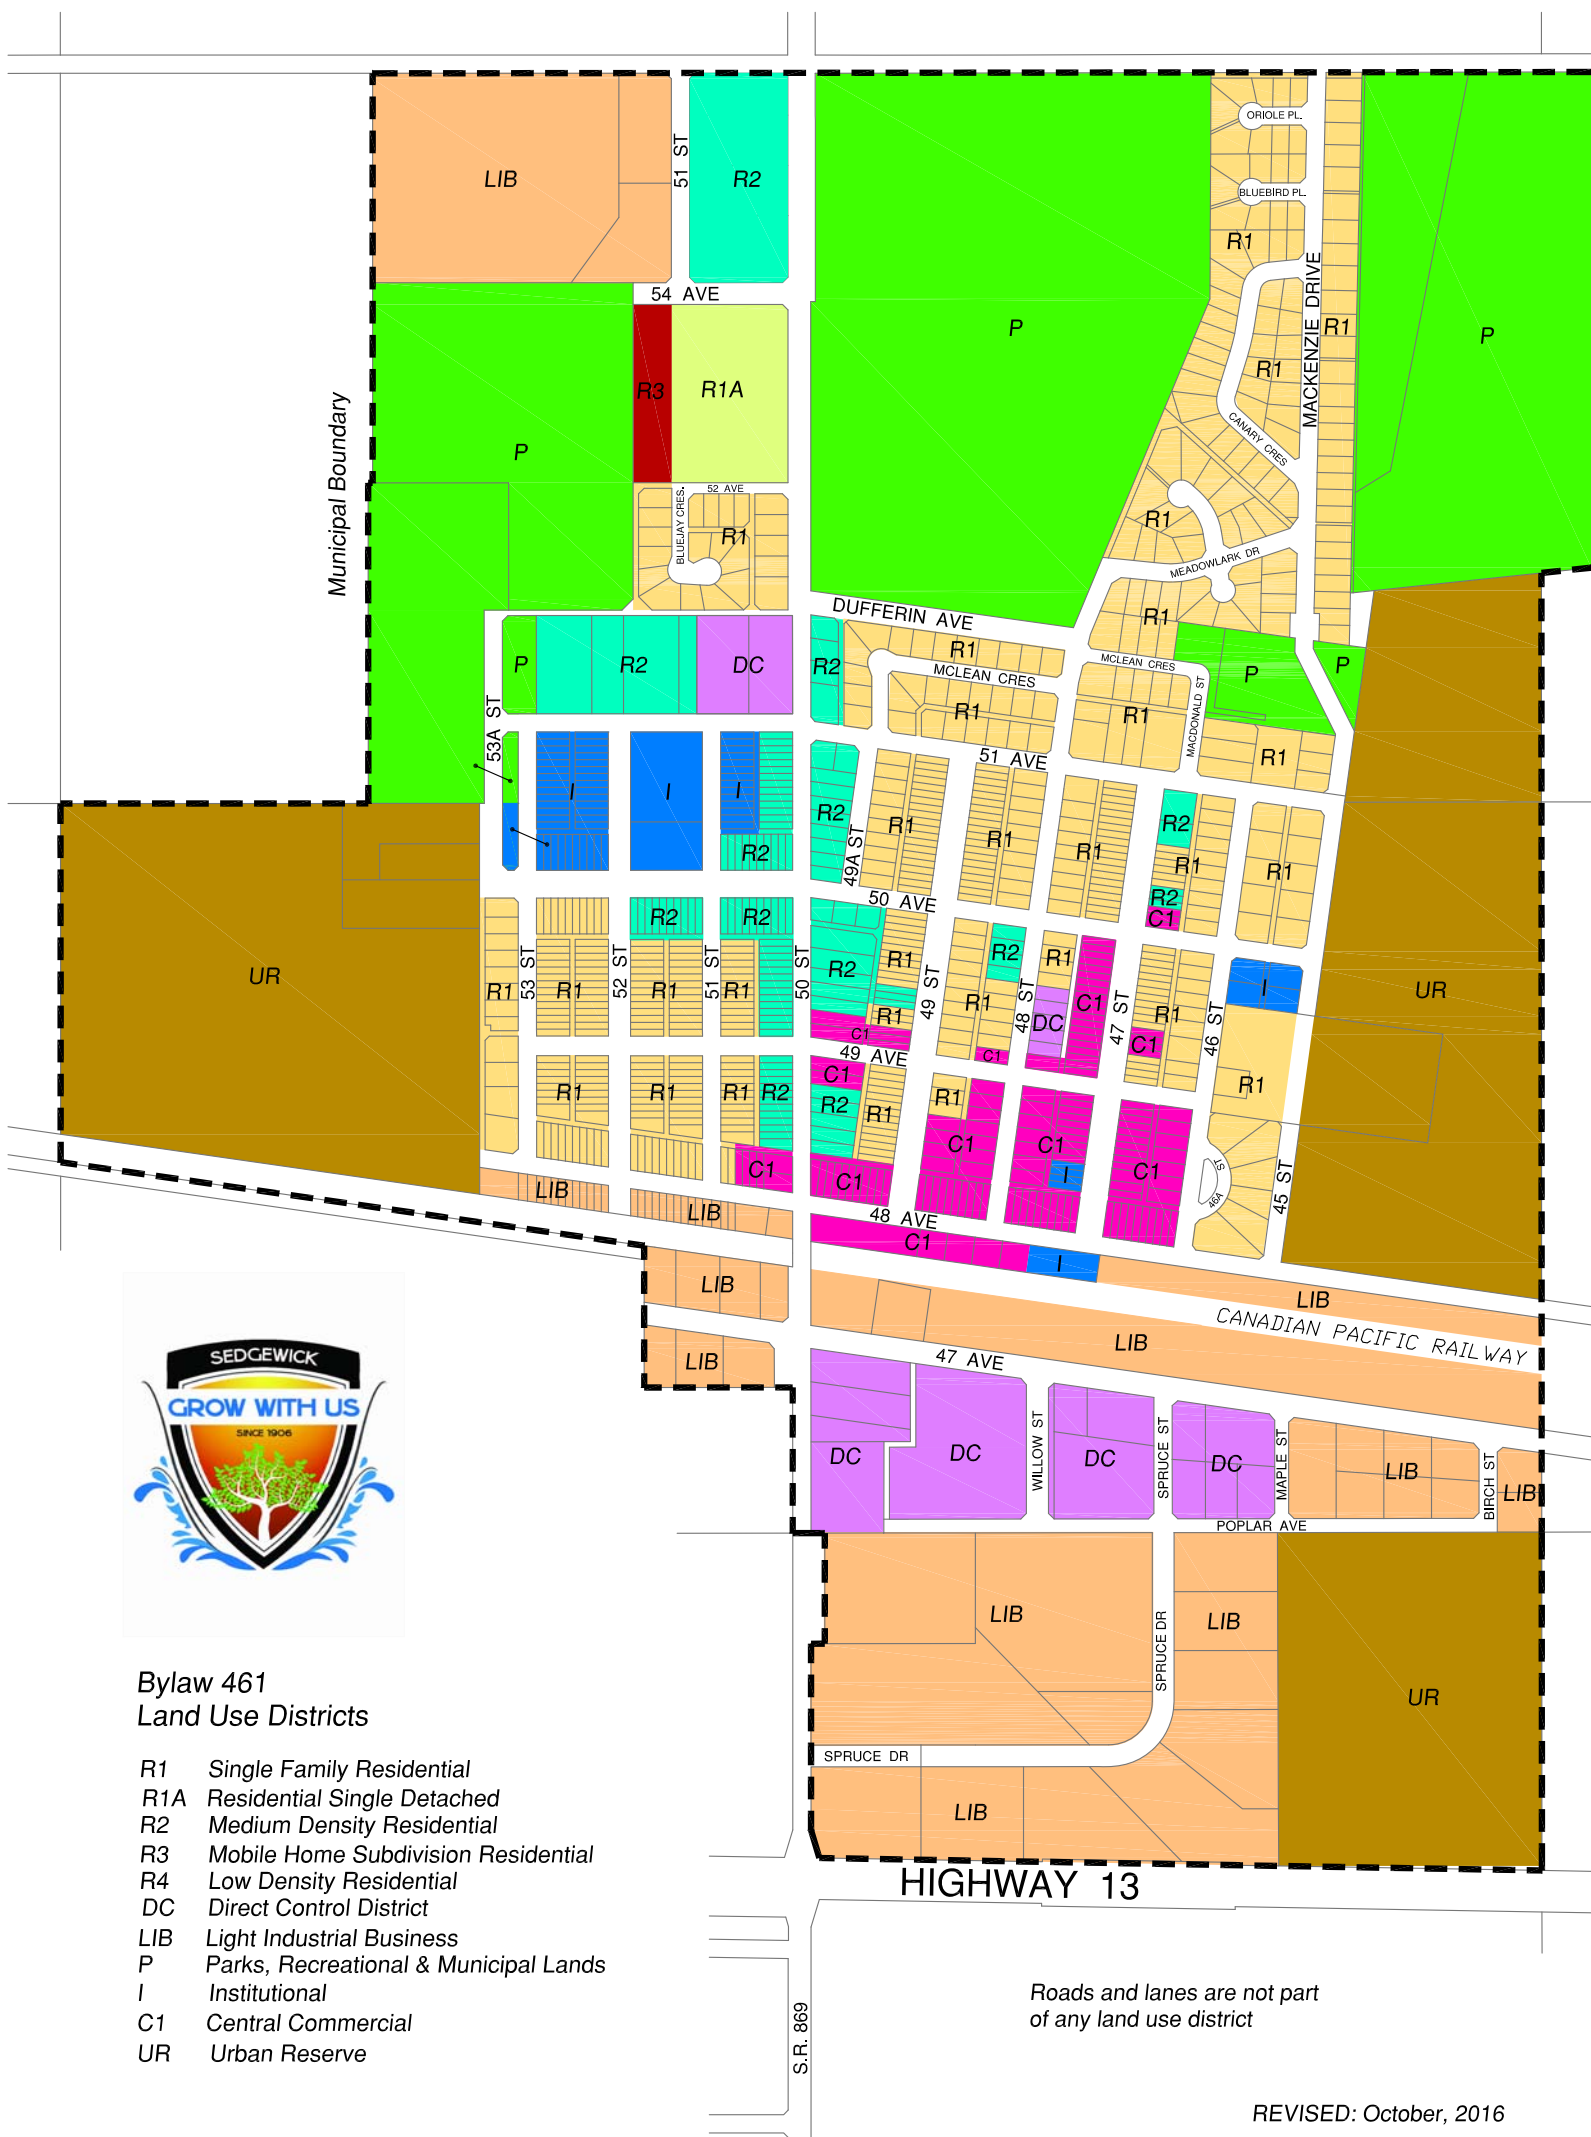 ORIOLE PL.
LIB
51 ST
R2
BLUEBIRD PL.
R1
54 AVE
MACKENZIE DRIVE
R1
P
P
R1
R3
R1A
Municipal Boundary
P
CANARY CRES
52 AVE
BLUEJAY CRES.
R1
R1
MEADOWLARK DR
DUFFERIN AVE
R1
R1
P
R2
DC
R2
MCLEAN CRES
MCLEAN CRES
P
P
MACDONALD ST
53A ST
R1
R1
51 AVE
R1
I
I
I
R2
R2
49A ST
R1
R1
R1
R2
R1
R1
R2
C1
50 AVE
R2
R2
UR
R1
53 ST
R1
52 ST
R1
51 ST
R1
50 ST
R2
R1
R1
C1
49 ST
R1
R2
C1
48 ST
R1
DC
C1
47 ST
R1
C1
46 ST
I
R1
UR
49 AVE
R1
R1
R1
R2
C1
R2
R1
R1
C1
C1
I
C1
46A ST
45 ST
C1
C1
LIB
LIB
48 AVE
C1
I
LIB
LIB
CANADIAN PACIFIC RAILWAY
LIB
LIB
47 AVE
DC
DC
WILLOW ST
DC
SPRUCE ST
DC
MAPLE ST
LIB
BIRCH ST
LIB
POPLAR AVE
LIB
LIB
SPRUCE DR
UR
SPRUCE DR
LIB
HIGHWAY 13
S.R. 869
SEDGEWICK
GROW WITH US
SINCE 1906
Bylaw 461
Land Use Districts
R1 Single Family Residential
R1A Residential Single Detached
R2 Medium Density Residential
R3 Mobile Home Subdivision Residential
R4 Low Density Residential
DC Direct Control District
LIB Light Industrial Business
P Parks, Recreational & Municipal Lands
I Institutional
C1 Central Commercial
UR Urban Reserve
Roads and lanes are not part
of any land use district
REVISED: October, 2016